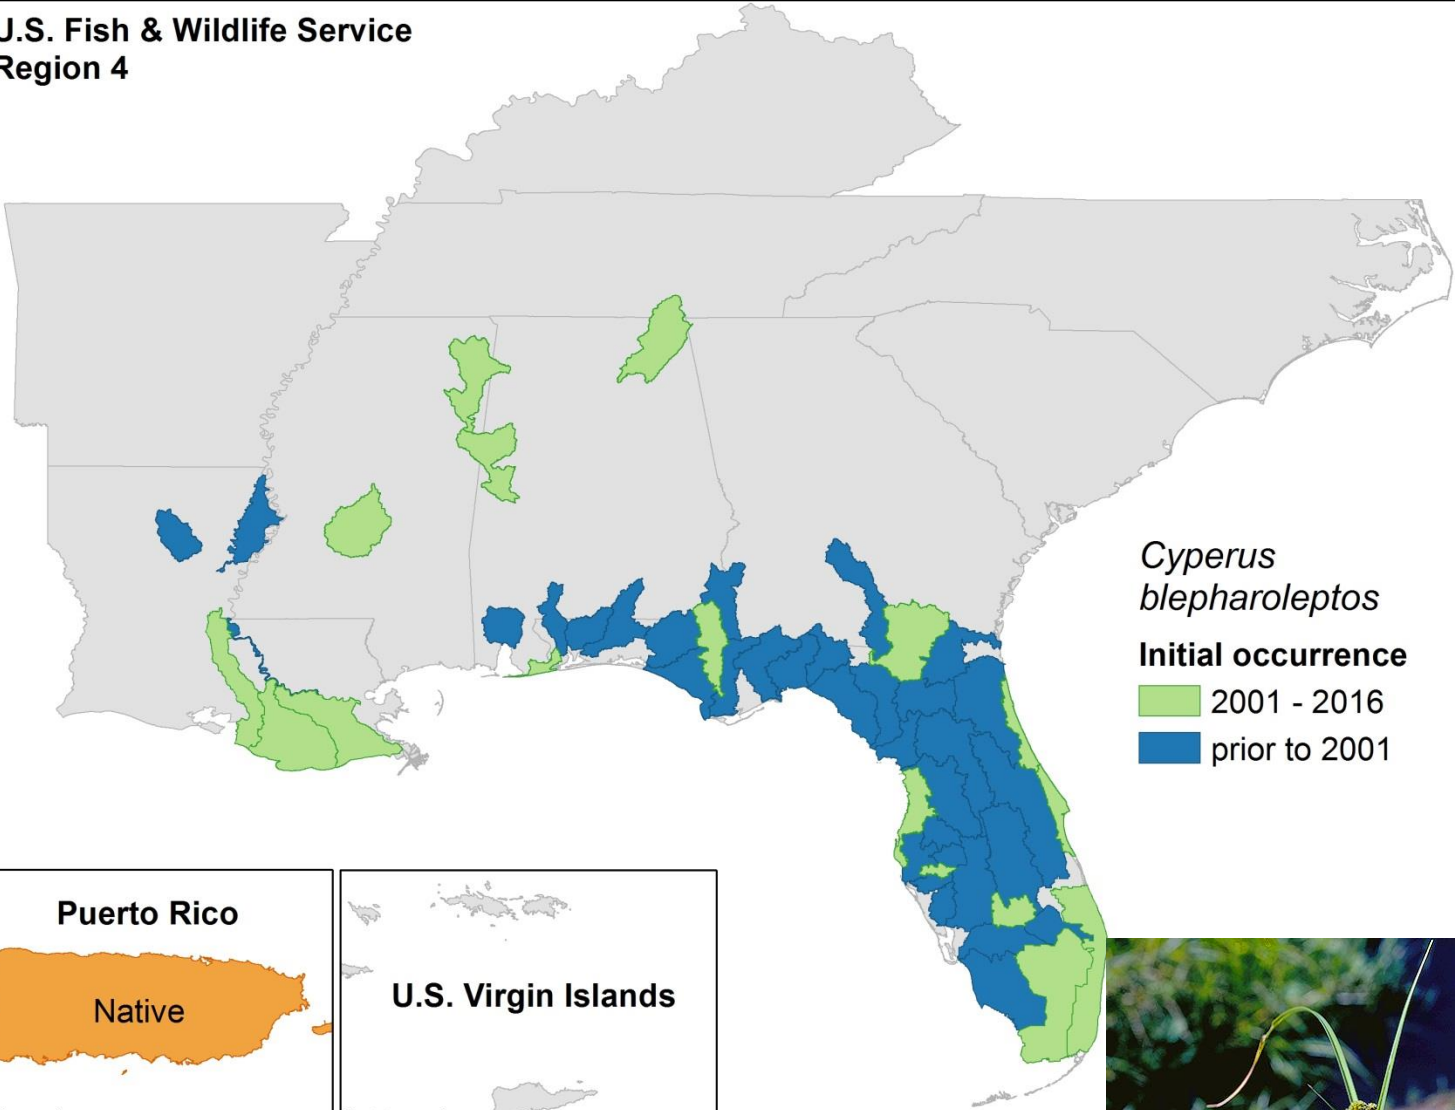 U.S. Fish & Wildlife Service
Region 4
Cyperus
blepharoleptos
Initial occurrence
2001 - 2016
prior to 2001
Puerto Rico
Native
U.S. Virgin Islands